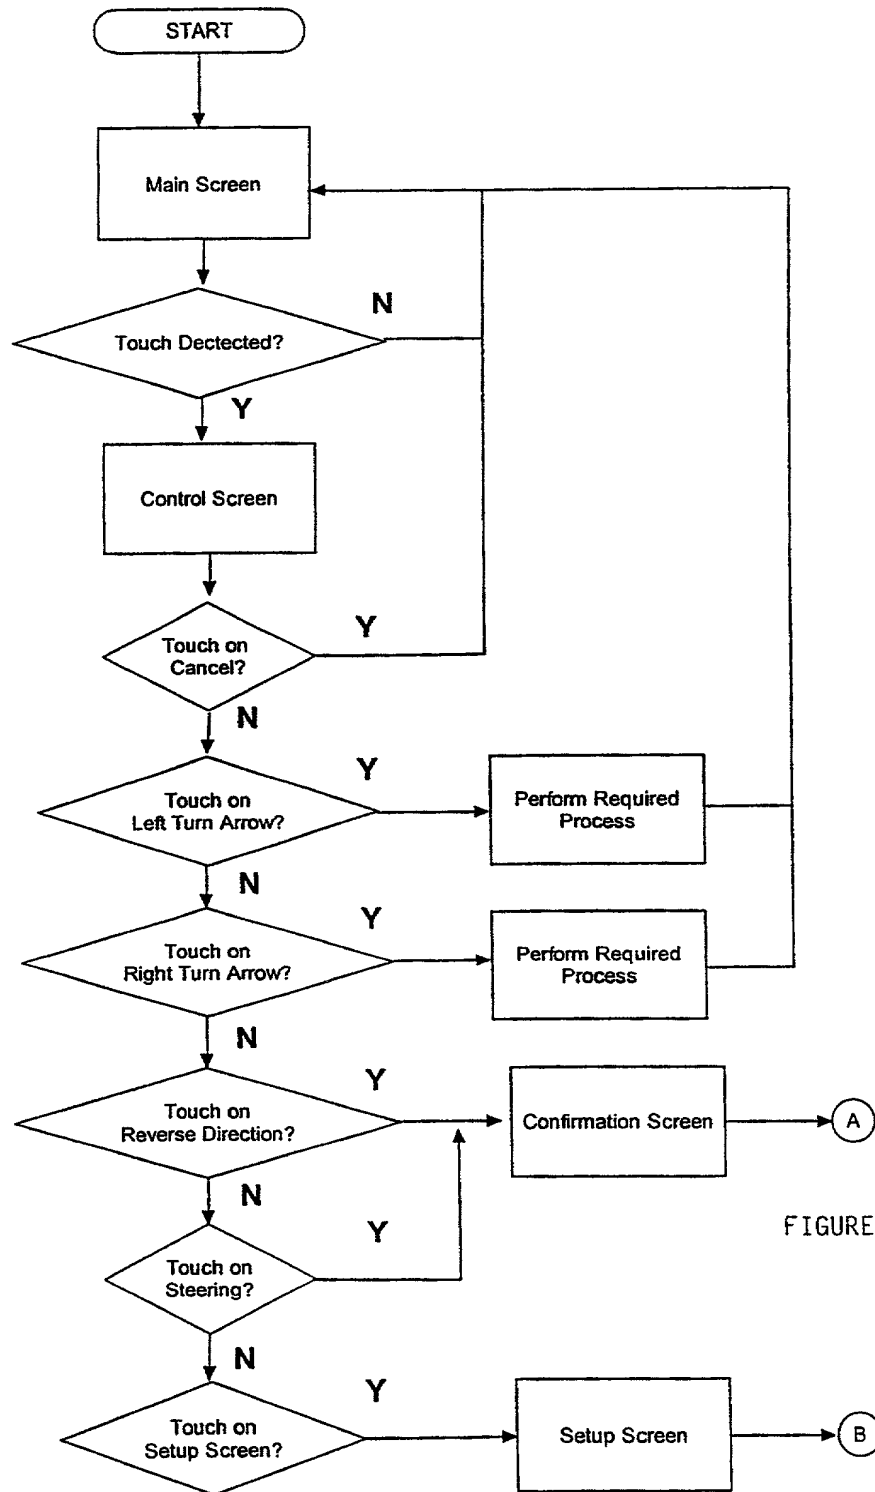 START
Main Screen
N
Touch Dectected?
Y
Control Screen
Y
Touch on
Cancel?
N
Y
Touch on
Left Turn Arrow?
Perform Required
Process
N
Y
Touch on
Right Turn Arrow?
Perform Required
Process
N
Y
Touch on
Reverse Direction?
Confirmation Screen
A
N
Y
FIGURE
Touch on
Steering?
N
Y
Touch on
Setup Screen?
Setup Screen
B